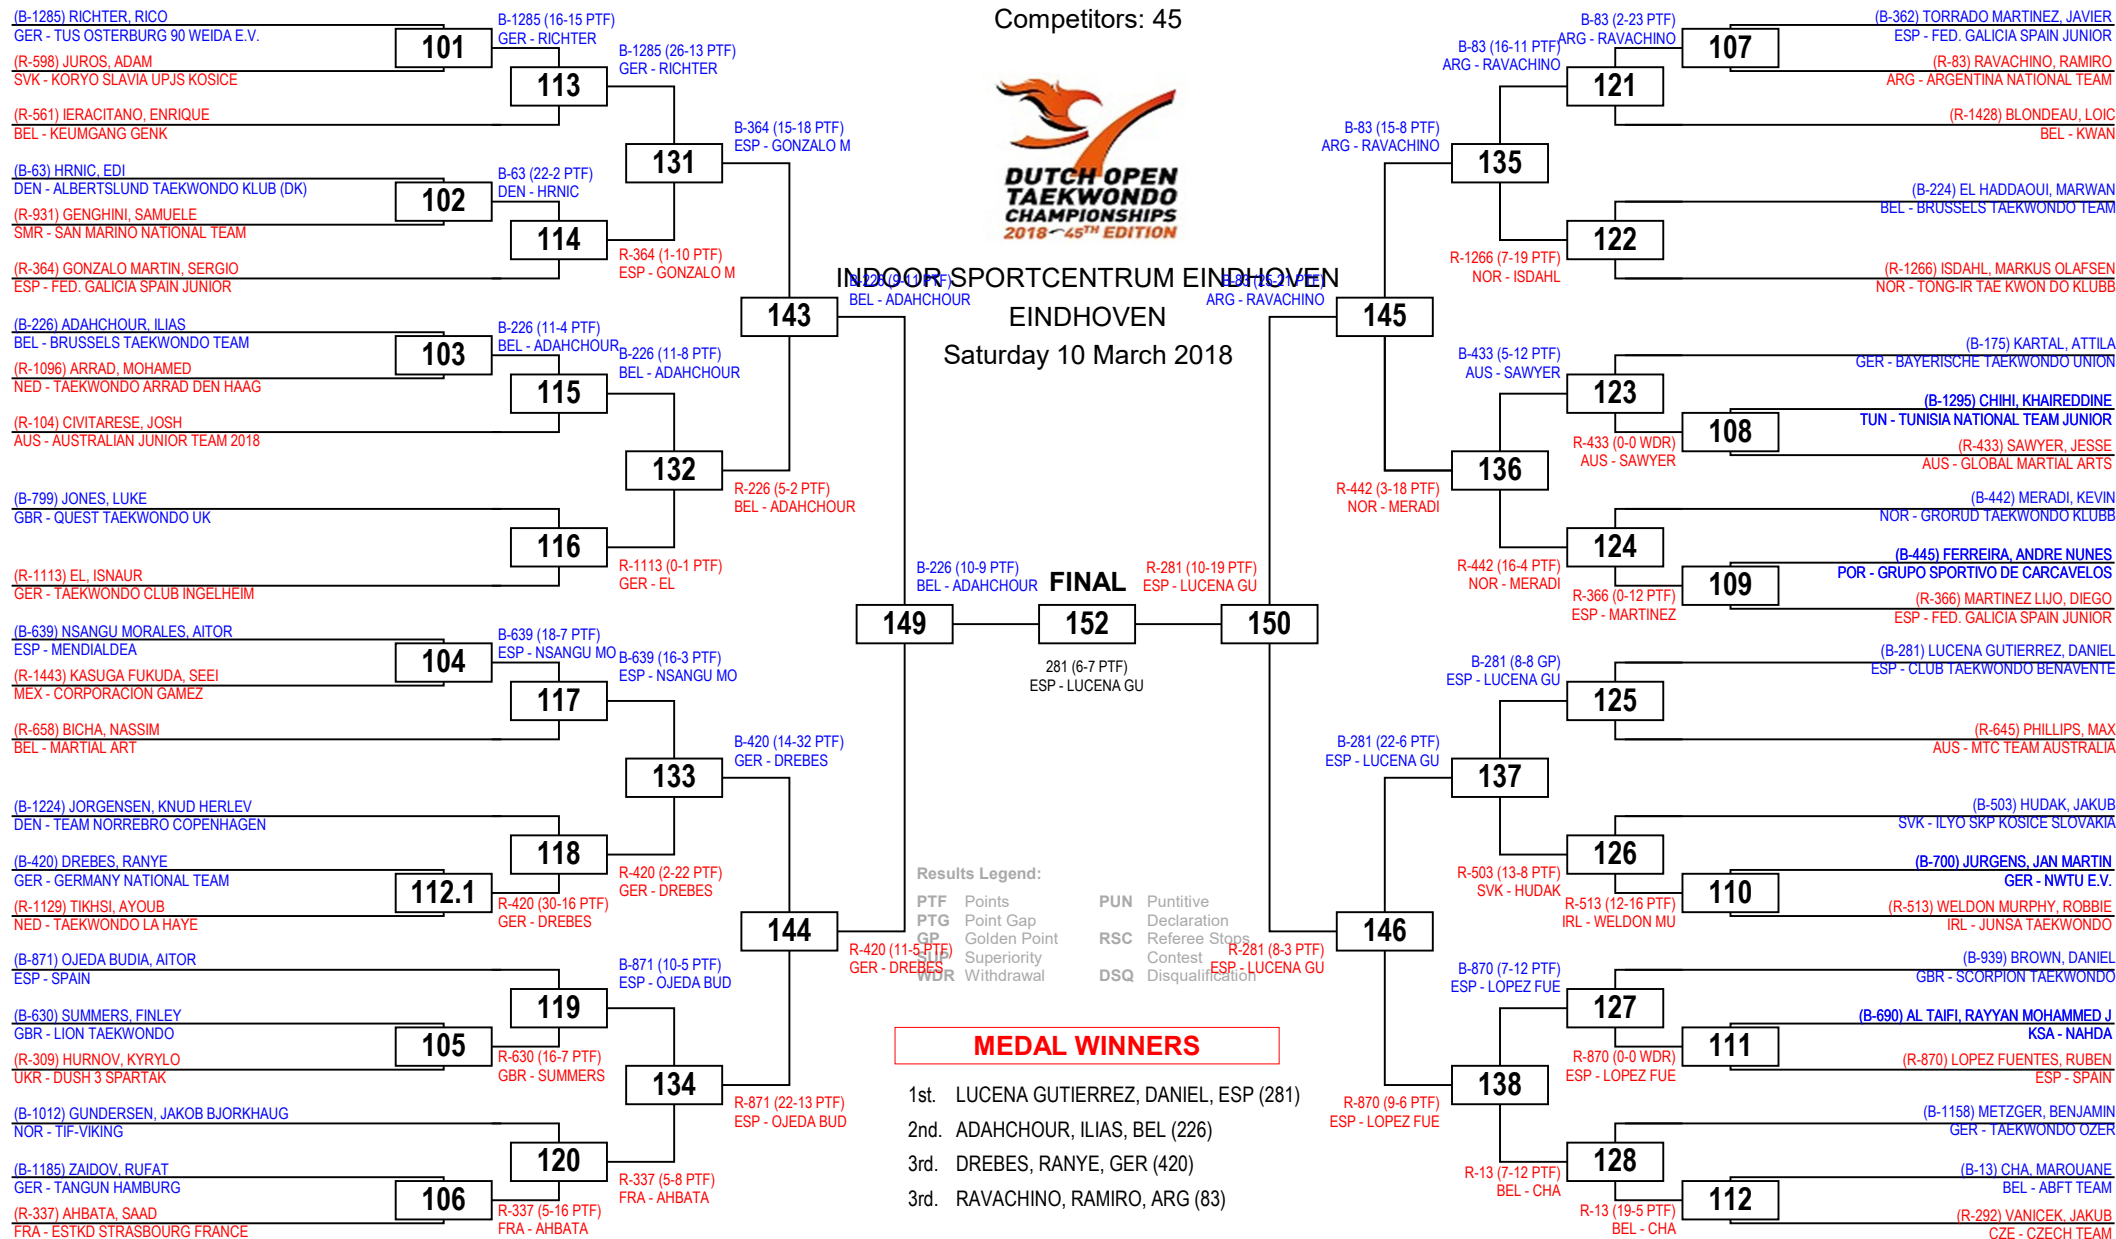 Competitors: 45
DUTCH OPEN
TAEKWONDO
CHAMPIONSHIPS
2018 - 45TH EDITION
INDOOR SPORTCENTRUM EINDHOVEN
EINDHOVEN
Saturday 10 March 2018
(B-1285) RICHTER, RICO
GER - TUS OSTERBURG 90 WEIDA E.V.
(R-598) JUROS, ADAM
SVK - KORYO SLAVIA UPJS KOSICE
(R-561) IERACITANO, ENRIQUE
BEL - KEUMGANG GENK
(B-63) HRNIC, EDI
DEN - ALBERTSLUND TAEKWONDO KLUB (DK)
(R-931) GENGHINI, SAMUELE
SMR - SAN MARINO NATIONAL TEAM
(R-364) GONZALO MARTIN, SERGIO
ESP - FED. GALICIA SPAIN JUNIOR
(B-226) ADAHCHOUR, ILIAS
BEL - BRUSSELS TAEKWONDO TEAM
(R-1096) ARRAD, MOHAMED
NED - TAEKWONDO ARRAD DEN HAAG
(R-104) CIVITARESE, JOSH
AUS - AUSTRALIAN JUNIOR TEAM 2018
(B-799) JONES, LUKE
GBR - QUEST TAEKWONDO UK
(R-1113) EL, ISNAUR
GER - TAEKWONDO CLUB INGELHEIM
(B-639) NSANGU MORALES, AITOR
ESP - MENDIALDEA
(R-1443) KASUGA FUKUDA, SEEI
MEX - CORPORACION GAMEZ
(R-658) BICHA, NASSIM
BEL - MARTIAL ART
(B-1224) JORGENSEN, KNUD HERLEV
DEN - TEAM NORREBRO COPENHAGEN
(B-420) DREBES, RANYE
GER - GERMANY NATIONAL TEAM
(R-1129) TIKHSI, AYOUB
NED - TAEKWONDO LA HAYE
(B-871) OJEDA BUDIA, AITOR
ESP - SPAIN
(B-630) SUMMERS, FINLEY
GBR - LION TAEKWONDO
(R-309) HURNOV, KYRYLO
UKR - DUSH 3 SPARTAK
(B-1012) GUNDERSEN, JAKOB BJORKHAUG
NOR - TIF-VIKING
(B-1185) ZAIDOV, RUFAT
GER - TANGUN HAMBURG
(R-337) AHBATA, SAAD
FRA - ESTKD STRASBOURG FRANCE
101
102
103
104
112.1
105
106
B-1285 (16-15 PTF)
GER - RICHTER
B-63 (22-2 PTF)
DEN - HRNIC
B-226 (11-4 PTF)
BEL - ADAHCHOUR
B-639 (18-7 PTF)
ESP - NSANGU MO
R-420 (30-16 PTF)
GER - DREBES
R-630 (16-7 PTF)
GBR - SUMMERS
R-337 (5-16 PTF)
FRA - AHBATA
113
114
115
116
117
118
119
120
B-1285 (26-13 PTF)
GER - RICHTER
R-364 (1-10 PTF)
ESP - GONZALO M
B-226 (11-8 PTF)
BEL - ADAHCHOUR
R-1113 (0-1 PTF)
GER - EL
B-639 (16-3 PTF)
ESP - NSANGU MO
R-420 (2-22 PTF)
GER - DREBES
B-871 (10-5 PTF)
ESP - OJEDA BUD
R-337 (5-8 PTF)
FRA - AHBATA
131
132
133
134
B-364 (15-18 PTF)
ESP - GONZALO M
R-226 (5-2 PTF)
BEL - ADAHCHOUR
B-420 (14-32 PTF)
GER - DREBES
R-871 (22-13 PTF)
ESP - OJEDA BUD
143
144
B-226 (9-11 PTF)
BEL - ADAHCHOUR
R-420 (11-5 PTF)
GER - DREBES
149
B-226 (10-9 PTF)
BEL - ADAHCHOUR
FINAL
152
281 (6-7 PTF)
ESP - LUCENA GU
R-281 (10-19 PTF)
ESP - LUCENA GU
150
B-83 (25-21 PTF)
ARG - RAVACHINO
R-281 (8-3 PTF)
ESP - LUCENA GU
145
146
B-83 (15-8 PTF)
ARG - RAVACHINO
R-442 (3-18 PTF)
NOR - MERADI
B-281 (22-6 PTF)
ESP - LUCENA GU
R-870 (9-6 PTF)
ESP - LOPEZ FUE
135
136
137
138
B-83 (16-11 PTF)
ARG - RAVACHINO
R-1266 (7-19 PTF)
NOR - ISDAHL
B-433 (5-12 PTF)
AUS - SAWYER
R-442 (16-4 PTF)
NOR - MERADI
B-281 (8-8 GP)
ESP - LUCENA GU
R-503 (13-8 PTF)
SVK - HUDAK
B-870 (7-12 PTF)
ESP - LOPEZ FUE
R-13 (7-12 PTF)
BEL - CHA
121
122
123
124
125
126
127
128
B-83 (2-23 PTF)
ARG - RAVACHINO
R-433 (0-0 WDR)
AUS - SAWYER
R-366 (0-12 PTF)
ESP - MARTINEZ
R-513 (12-16 PTF)
IRL - WELDON MU
R-870 (0-0 WDR)
ESP - LOPEZ FUE
R-13 (19-5 PTF)
BEL - CHA
107
108
109
110
111
112
(B-362) TORRADO MARTINEZ, JAVIER
ESP - FED. GALICIA SPAIN JUNIOR
(R-83) RAVACHINO, RAMIRO
ARG - ARGENTINA NATIONAL TEAM
(R-1428) BLONDEAU, LOIC
BEL - KWAN
(B-224) EL HADDAOUI, MARWAN
BEL - BRUSSELS TAEKWONDO TEAM
(R-1266) ISDAHL, MARKUS OLAFSEN
NOR - TONG-IR TAE KWON DO KLUBB
(B-175) KARTAL, ATTILA
GER - BAYERISCHE TAEKWONDO UNION
(B-1295) CHIHI, KHAIREDDINE
TUN - TUNISIA NATIONAL TEAM JUNIOR
(R-433) SAWYER, JESSE
AUS - GLOBAL MARTIAL ARTS
(B-442) MERADI, KEVIN
NOR - GRORUD TAEKWONDO KLUBB
(B-445) FERREIRA, ANDRE NUNES
POR - GRUPO SPORTIVO DE CARCAVELOS
(R-366) MARTINEZ LIJO, DIEGO
ESP - FED. GALICIA SPAIN JUNIOR
(B-281) LUCENA GUTIERREZ, DANIEL
ESP - CLUB TAEKWONDO BENAVENTE
(R-645) PHILLIPS, MAX
AUS - MTC TEAM AUSTRALIA
(B-503) HUDAK, JAKUB
SVK - ILYO SKP KOSICE SLOVAKIA
(B-700) JURGENS, JAN MARTIN
GER - NWTU E.V.
(R-513) WELDON MURPHY, ROBBIE
IRL - JUNSA TAEKWONDO
(B-939) BROWN, DANIEL
GBR - SCORPION TAEKWONDO
(B-690) AL TAIFI, RAYYAN MOHAMMED J
KSA - NAHDA
(R-870) LOPEZ FUENTES, RUBEN
ESP - SPAIN
(B-1158) METZGER, BENJAMIN
GER - TAEKWONDO OZER
(B-13) CHA, MAROUANE
BEL - ABFT TEAM
(R-292) VANICEK, JAKUB
CZE - CZECH TEAM
Results Legend:
PTF Points
PTG Point Gap
GP Golden Point
SUP Superiority
WDR Withdrawal
PUN Puntitive
Declaration
RSC Referee Stops
Contest
DSQ Disqualification
MEDAL WINNERS
1st. LUCENA GUTIERREZ, DANIEL, ESP (281)
2nd. ADAHCHOUR, ILIAS, BEL (226)
3rd. DREBES, RANYE, GER (420)
3rd. RAVACHINO, RAMIRO, ARG (83)